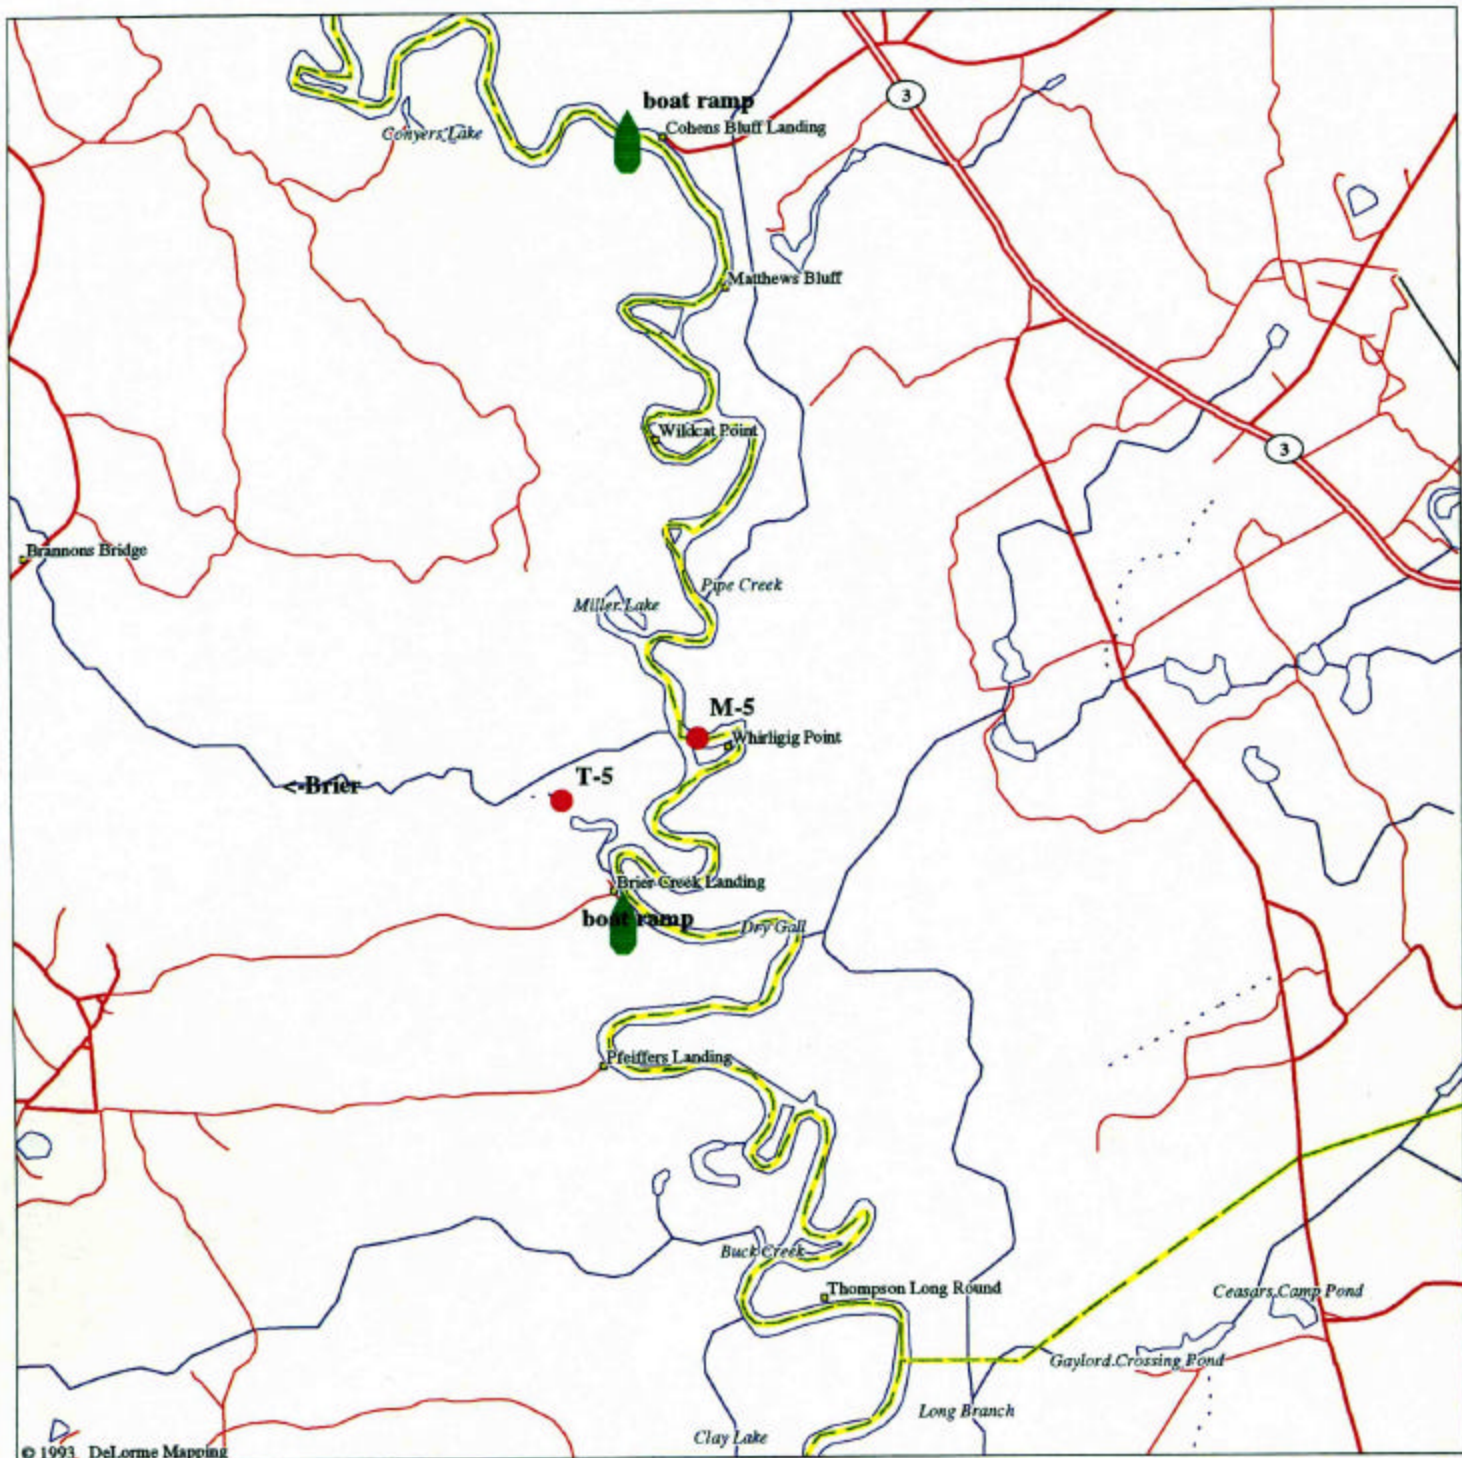 boat ramp
Cohens Bluff Landing
3
Conyers Lake
Matthews Bluff
Wildcat Point
3
Brannons Bridge
Pipe Creek
Miller Lake
M-5
Whirligig Point
T-5
<-Brier
Brier Creek Landing
boat ramp
Dry Gall
Pfeiffers Landing
Buck Creek
Thompson Long Round
Ceasars Camp Pond
Gaylord Crossing Pond
Long Branch
Clay Lake
© 1993 DeLorme Mapping